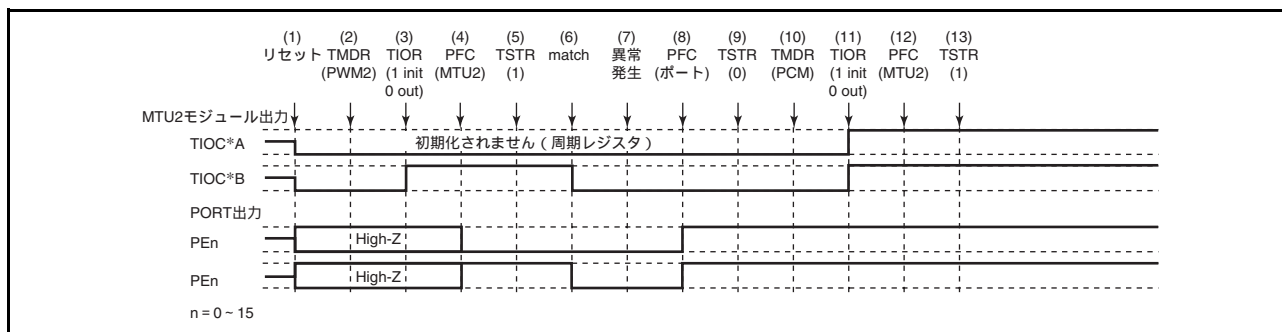 (1) (2) (3) (4) (5) (6) (7) (8) (9) (10) (11) (12) (13)
リセット TMDR TIOR PFC TSTR match 異常 PFC TSTR TMDR TIOR PFC TSTR
(PWM2) (1 init (MTU2) (1) 発生 (ポート) (0) (PCM) (1 init (MTU2) (1)
0 out) 0 out)
MTU2モジュール出力
TIOC*A 初期化されません（周期レジスタ）
TIOC*B
PORT出力
PEn High-Z
PEn High-Z
n = 0 ~ 15